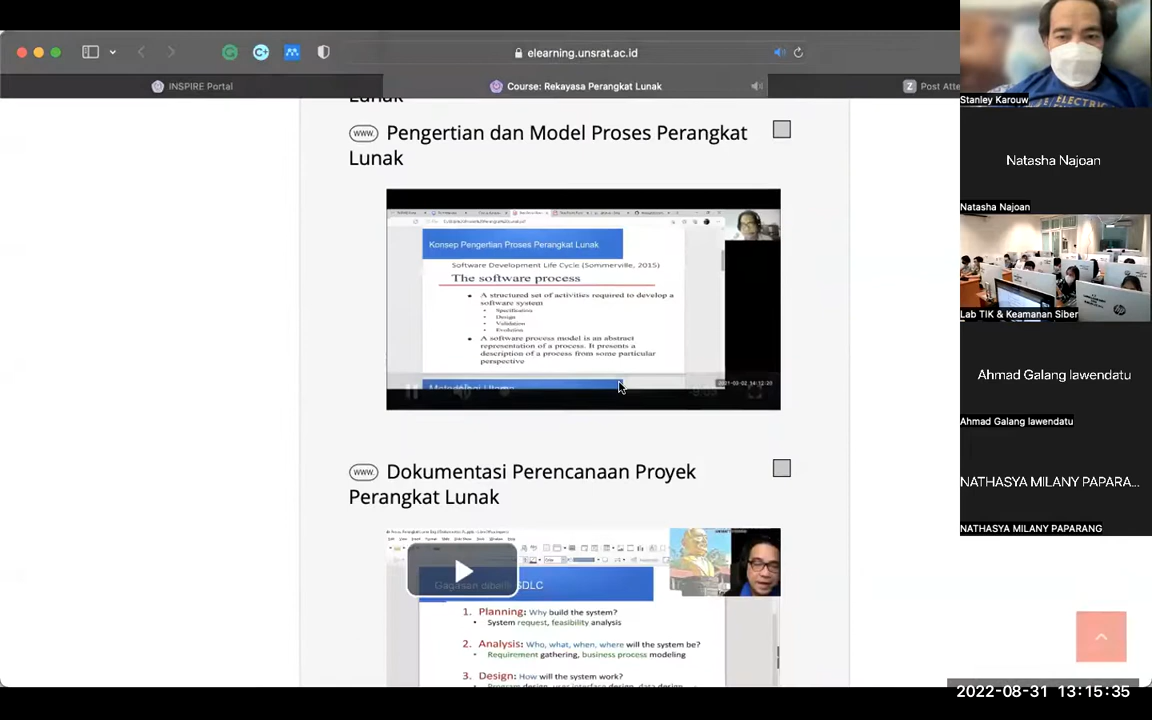 elearning.unsrat.ac.id
INSPIRE Portal
Course: Rekayasa Perangkat Lunak
Z Post Atte
Lunak
www. Pengertian dan Model Proses Perangkat
Lunak
Konsep Pengertian Proses Perangkat Lunak
Software Development Life Cycle (Sommerville, 2015)
The software process
• A structured set of activities required to develop a
software system
• Specification
• Design
• Validation
• Evolution
• A software process model is an abstract
representation of a process. It presents a
description of a process from some particular
perspective
www. Dokumentasi Perencanaan Proyek
Perangkat Lunak
SDLC
1. Planning: Why build the system?
• System request, feasibility analysis
2. Analysis: Who, what, when, where will the system be?
• Requirement gathering, business process modeling
3. Design: How will the system work?
Stanley Karouw
Natasha Najoan
Natasha Najoan
Lab TIK & Keamanan Siber
Ahmad Galang lawendatu
Ahmad Galang lawendatu
NATHASYA MILANY PAPARA...
NATHASYA MILANY PAPARANG
2022-08-31 13:15:35